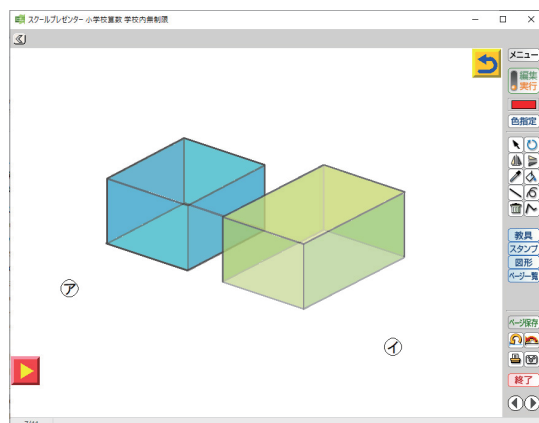 スクールプレゼンター 小学校算数 学校内無制限
メニュー
編集
実行
色指定
教具
スタンプ
図形
ページ一覧
ページ保存
終了
ア
イ